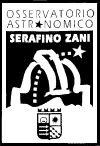 OSSERVATORIO
ASTRONOMICO
SERAFINO ZANI